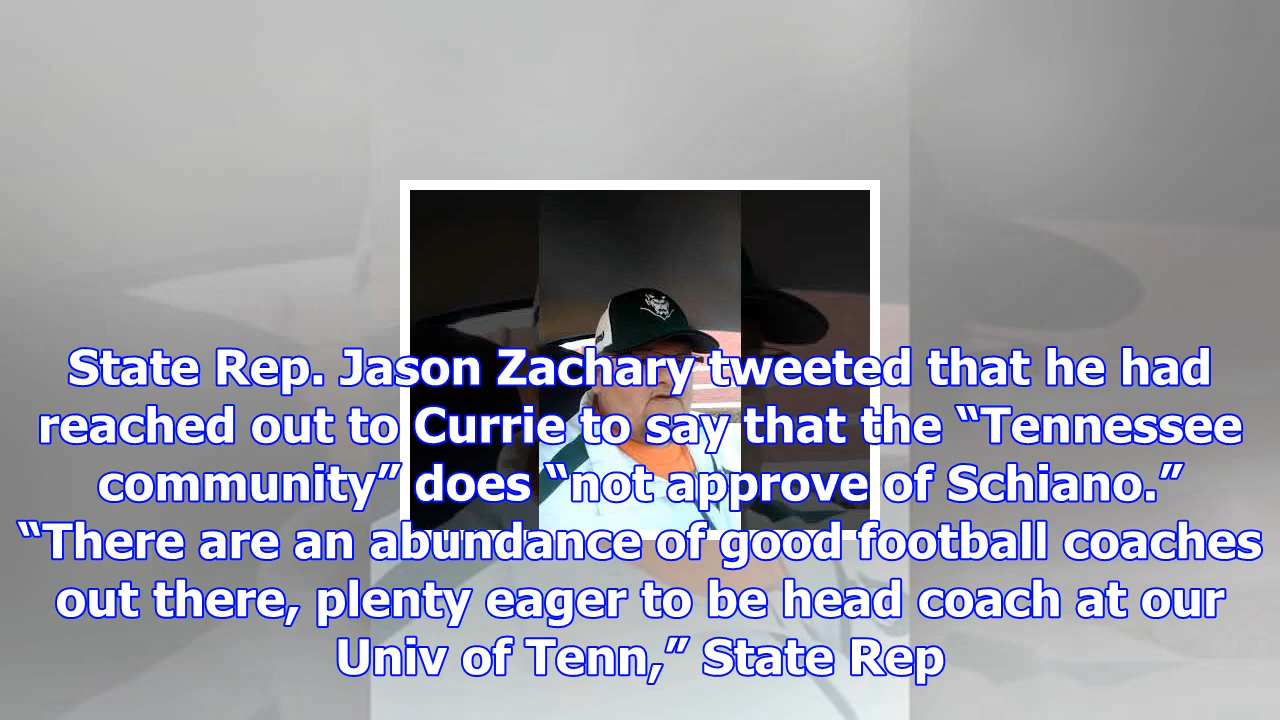 State Rep. Jason Zachary tweeted that he had
reached out to Currie to say that the “Tennessee
community” does “not approve of Schiano.”
“There are an abundance of good football coaches
out there, plenty eager to be head coach at our
Univ of Tenn,” State Rep